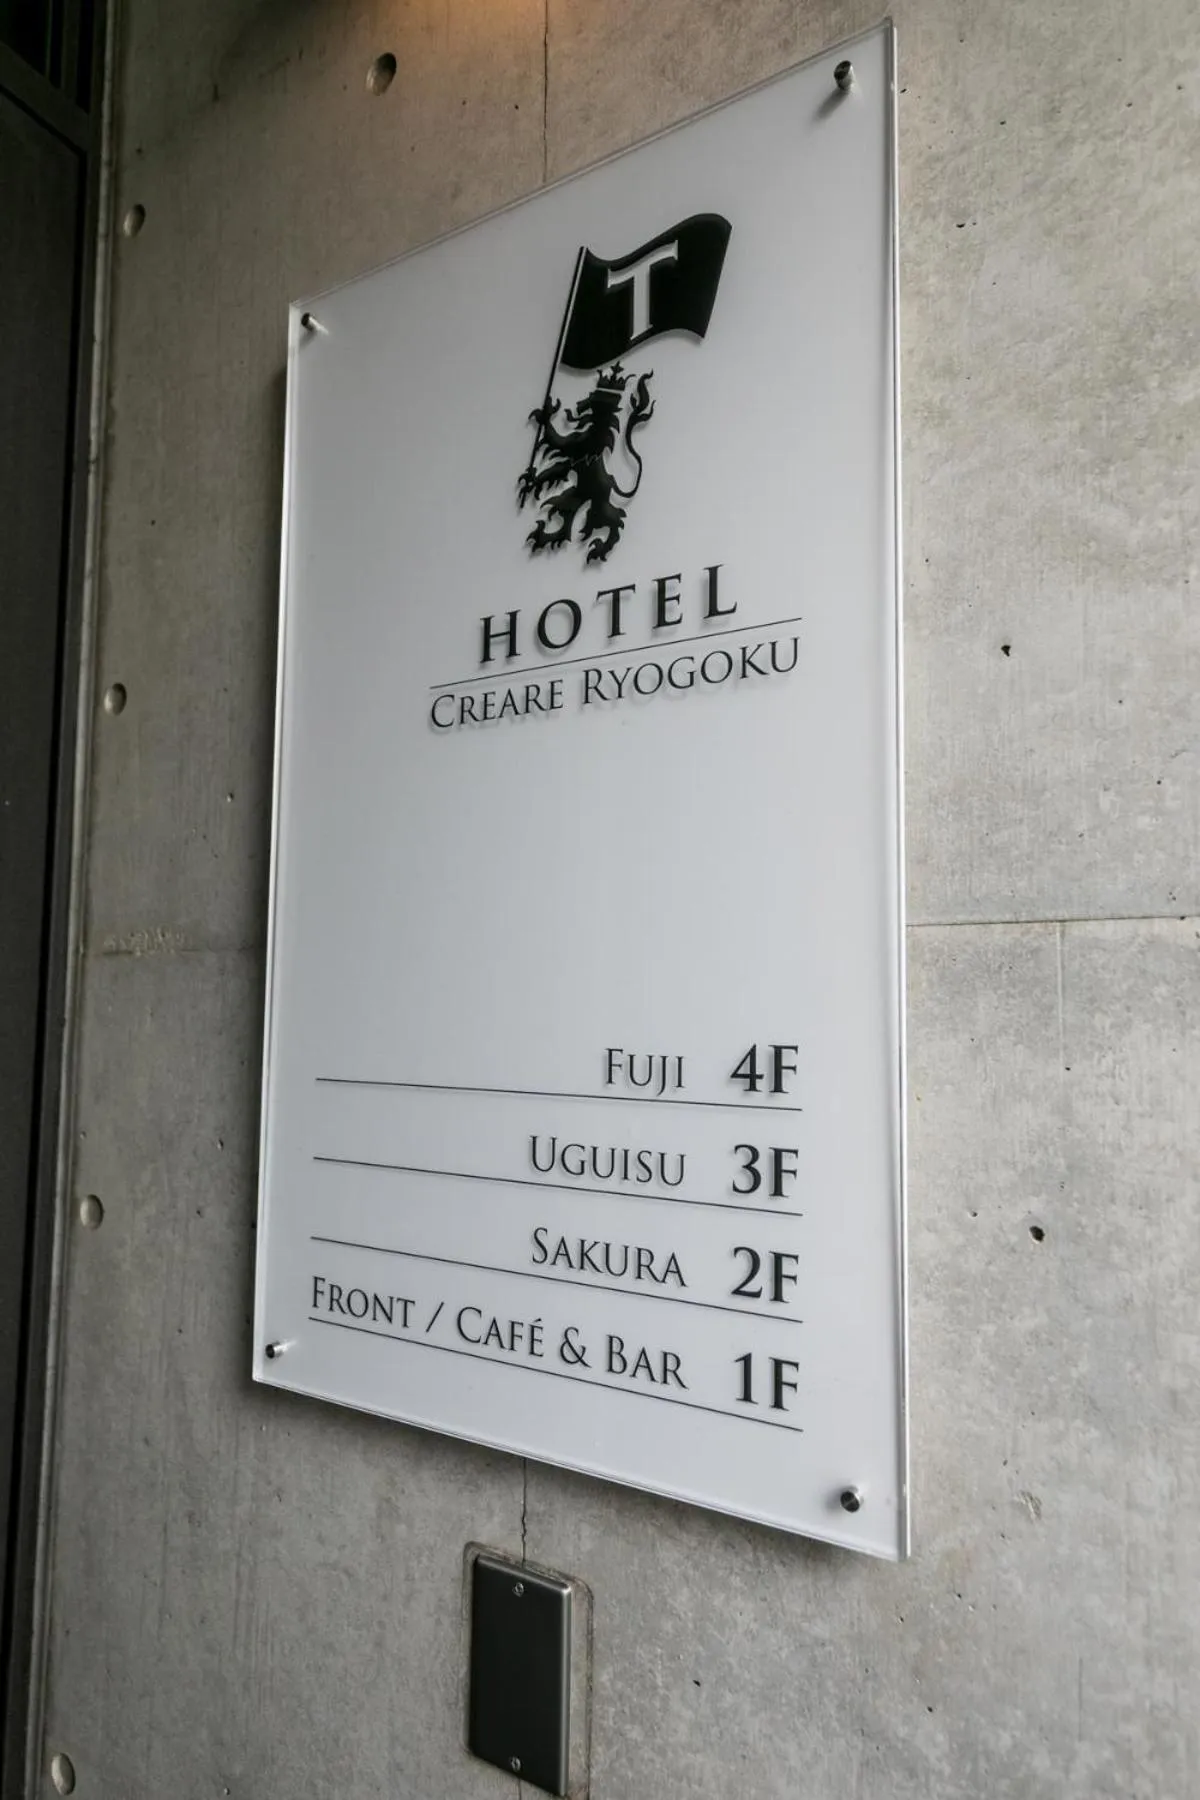 T
HOTEL
CREARE RYOGOKU
FUJI 4F
UGUISU 3F
SAKURA 2F
FRONT / CAFÉ & BAR 1F